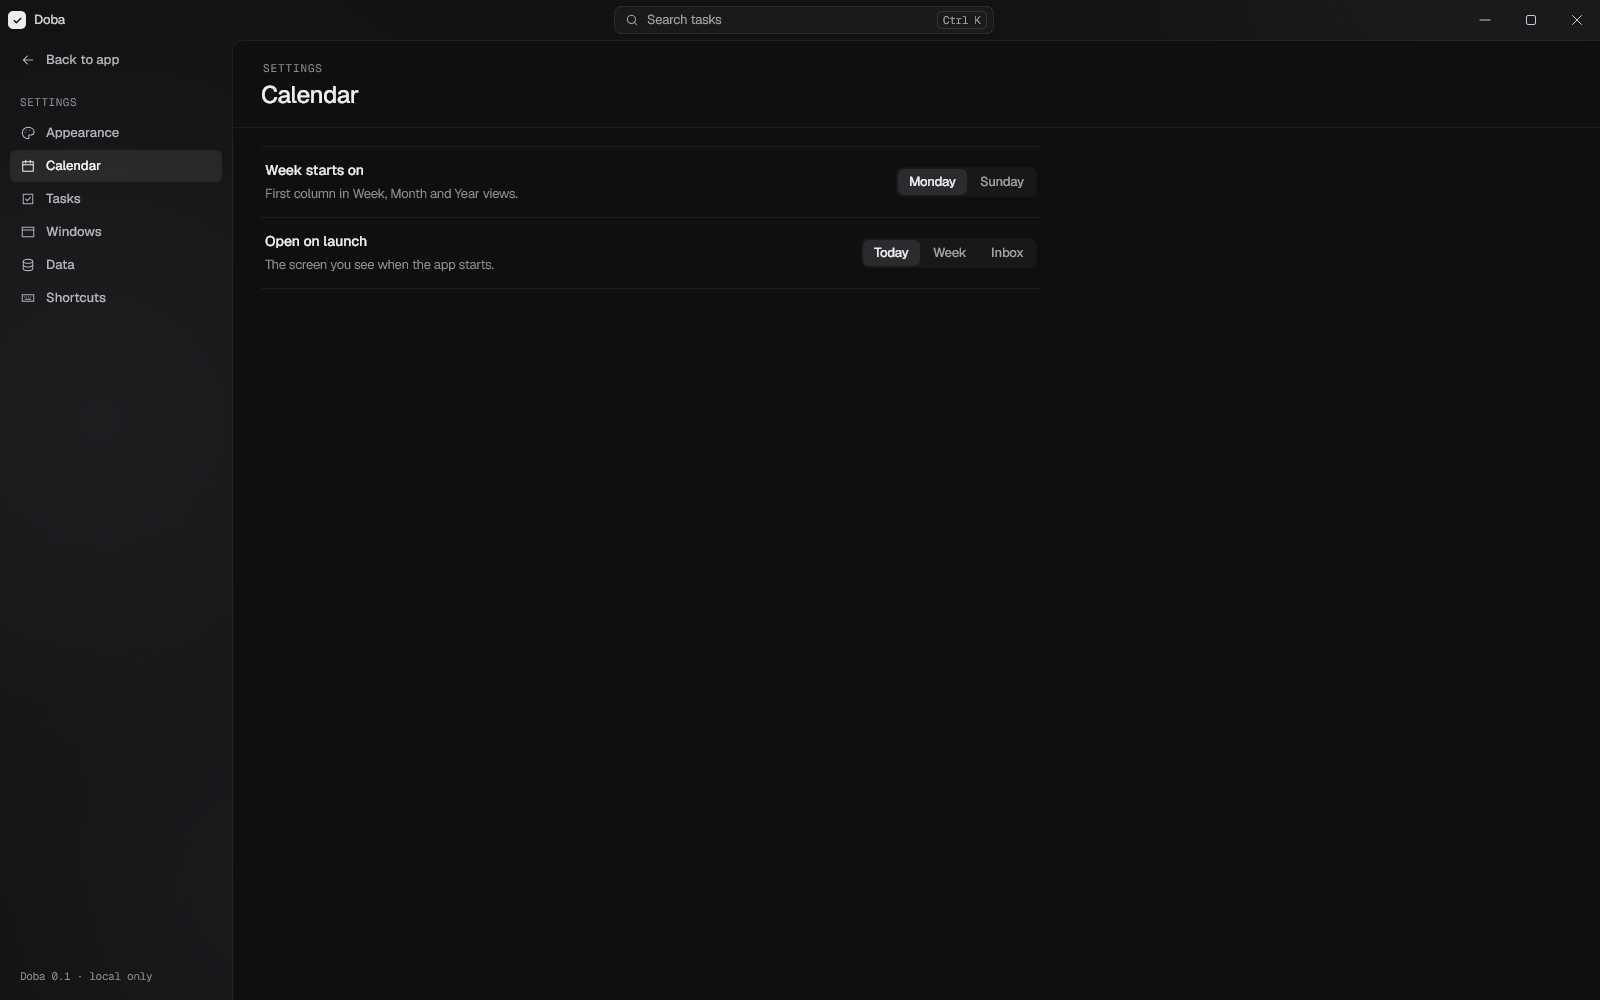 Doba
Search tasks
Ctrl K
Back to app
SETTINGS
Appearance
Calendar
Tasks
Windows
Data
Shortcuts
Doba 0.1 · local only
SETTINGS
Calendar
Week starts on
First column in Week, Month and Year views.
Monday Sunday
Open on launch
The screen you see when the app starts.
Today Week Inbox